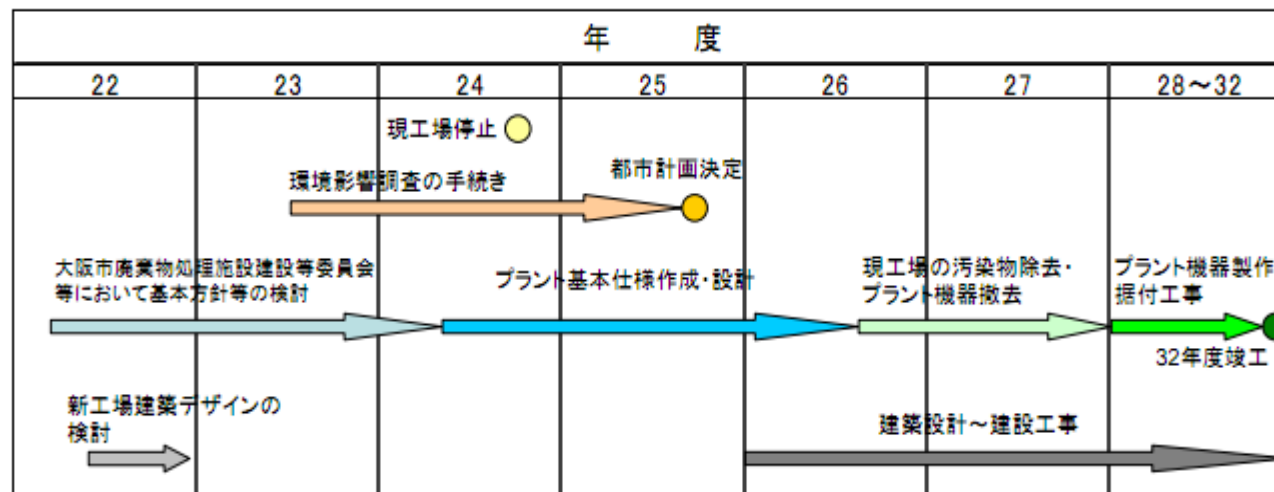 年 度
22 23 24 25 26 27 28～32
現工場停止
都市計画決定
環境影響調査の手続き
大阪市廃棄物処理施設建設等委員会
等において基本方針等の検討
プラント基本仕様作成・設計
現工場の汚染物除去・
プラント機器撤去
プラント機器製作
据付工事
32年度竣工
新工場建築デザインの
検討
建築設計～建設工事